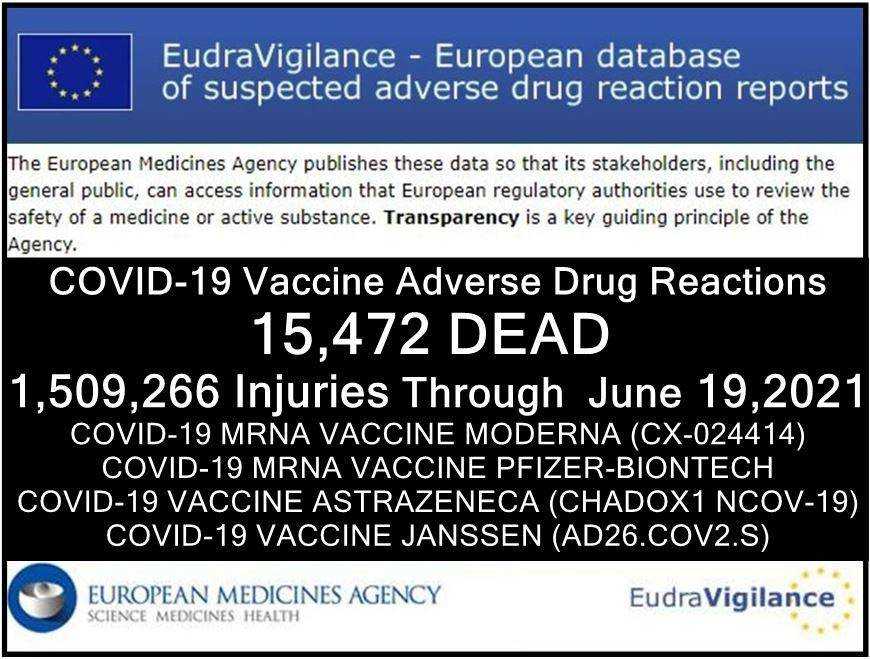 EudraVigilance - European database
of suspected adverse drug reaction reports
The European Medicines Agency publishes these data so that its stakeholders, including the
general public, can access information that European regulatory authorities use to review the
safety of a medicine or active substance. Transparency is a key guiding principle of the
Agency.
COVID-19 Vaccine Adverse Drug Reactions
15,472 DEAD
1,509,266 Injuries Through June 19,2021
COVID-19 MRNA VACCINE MODERNA (CX-024414)
COVID-19 MRNA VACCINE PFIZER-BIONTECH
COVID-19 VACCINE ASTRAZENECA (CHADOX1 NCOV-19)
COVID-19 VACCINE JANSSEN (AD26.COV2.S)
EUROPEAN MEDICINES AGENCY
SCIENCE MEDICINES HEALTH
EudraVigilance